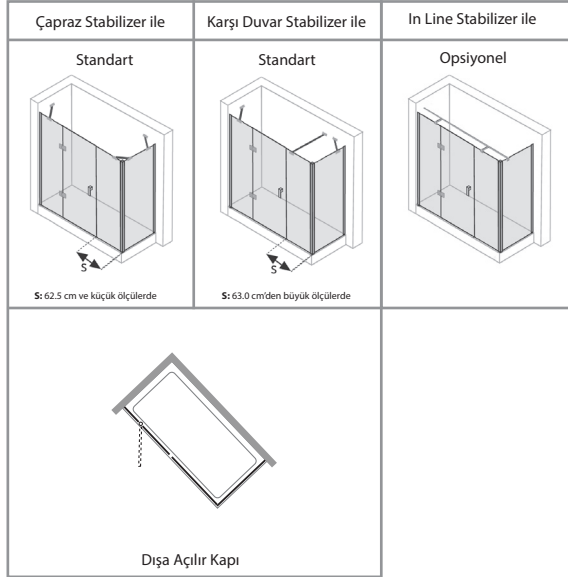 Çapraz Stabilizer ile
Karşı Duvar Stabilizer ile
In Line Stabilizer ile
Standart
Standart
Opsiyonel
S
S
S: 62.5 cm ve küçük ölçülerde
S: 63.0 cm'den büyük ölçülerde
Dışa Açılır Kapı